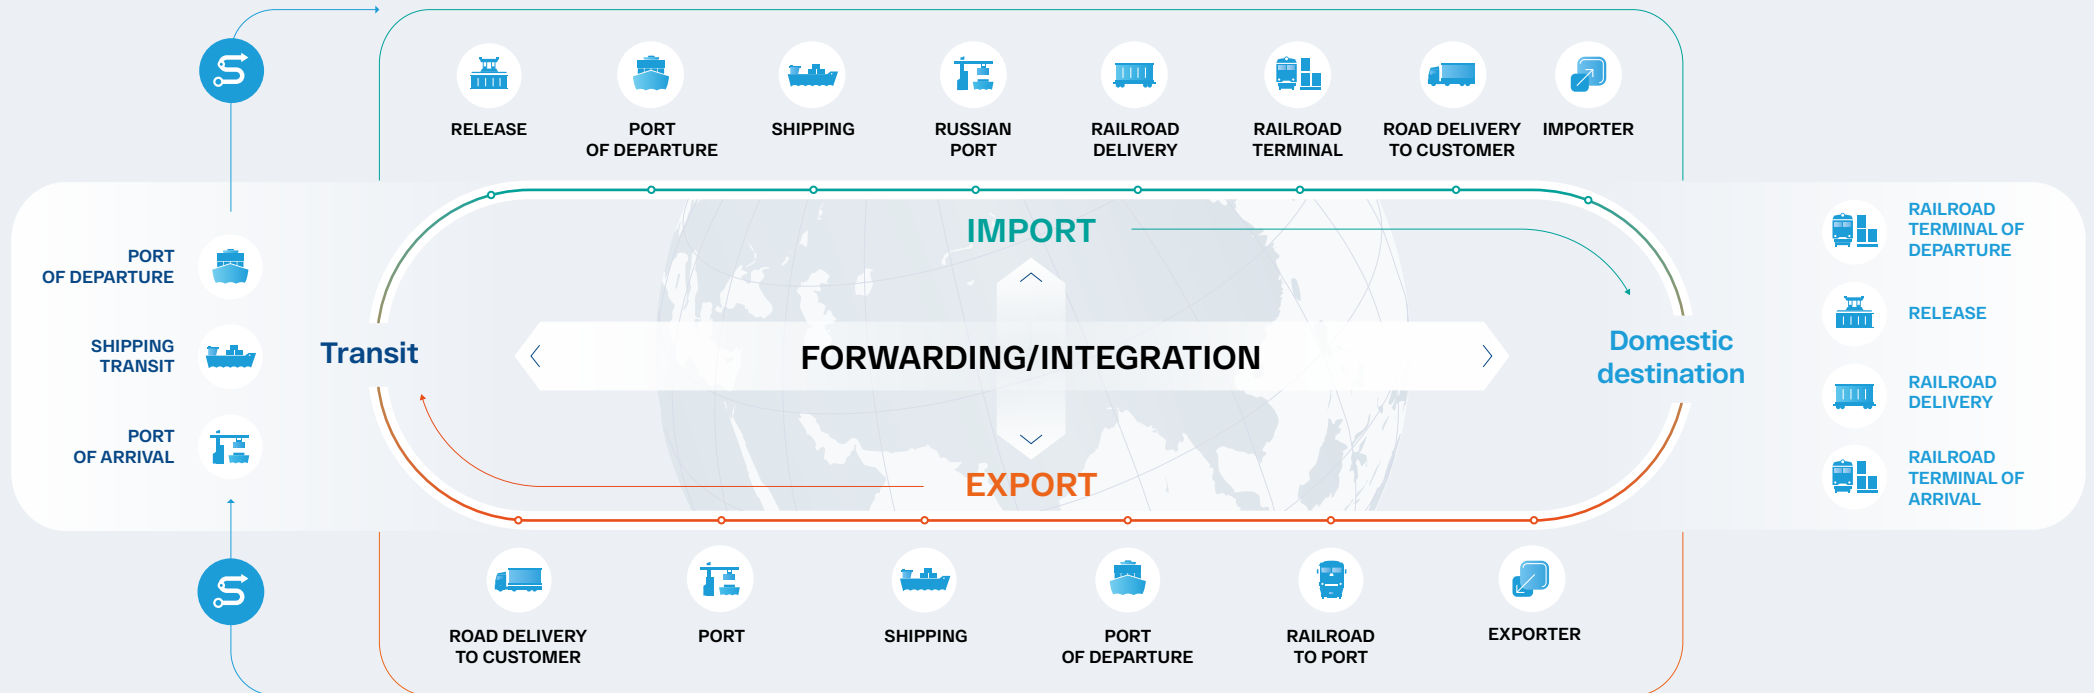 RELEASE
PORT
OF DEPARTURE
SHIPPING
RUSSIAN
PORT
RAILROAD
DELIVERY
RAILROAD
TERMINAL
ROAD DELIVERY
TO CUSTOMER
IMPORTER
PORT
OF DEPARTURE
SHIPPING
TRANSIT
PORT
OF ARRIVAL
Transit
IMPORT
FORWARDING/INTEGRATION
EXPORT
Domestic
destination
RAILROAD
TERMINAL OF
DEPARTURE
RELEASE
RAILROAD
DELIVERY
RAILROAD
TERMINAL OF
ARRIVAL
ROAD DELIVERY
TO CUSTOMER
PORT
SHIPPING
PORT
OF DEPARTURE
RAILROAD
TO PORT
EXPORTER